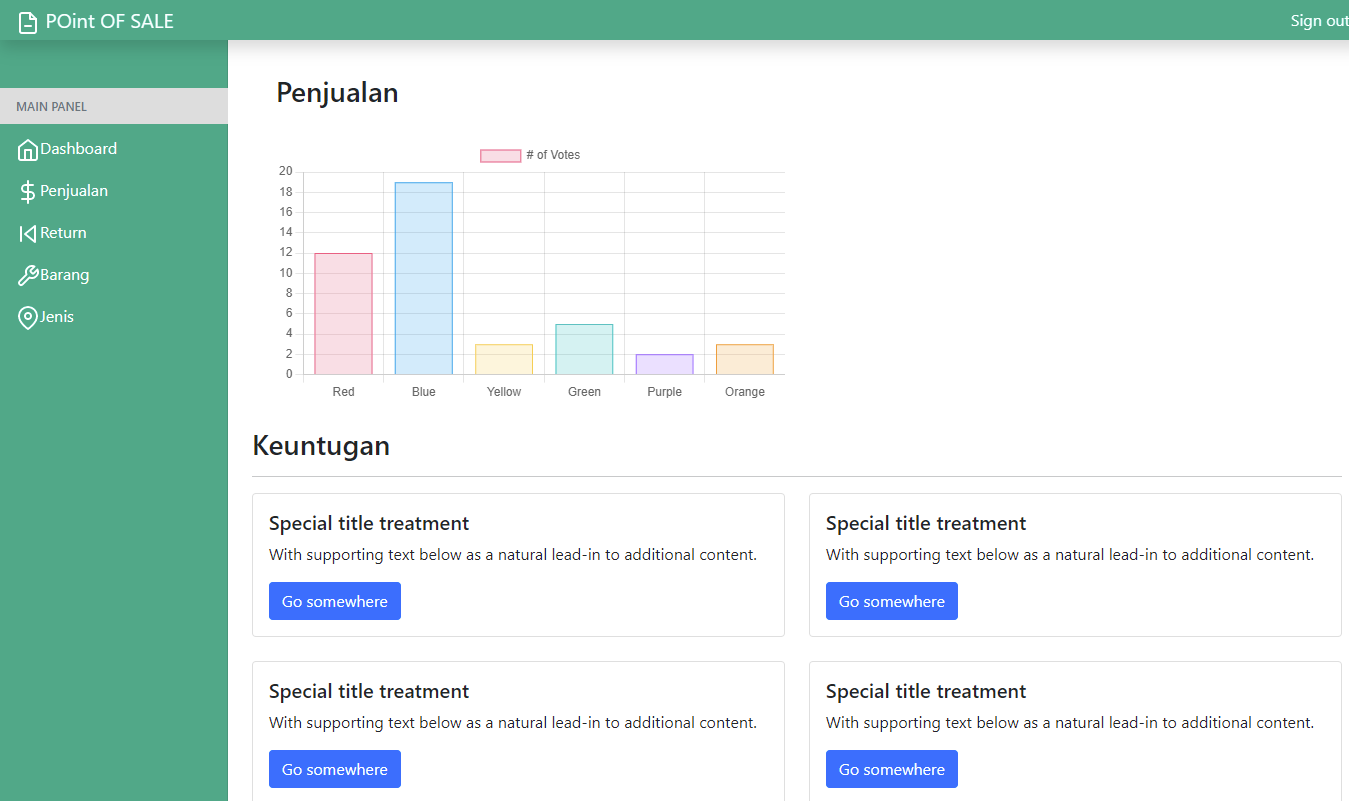 POint OF SALE
Sign out
MAIN PANEL
Dashboard
Penjualan
Return
Barang
Jenis
Penjualan
# of Votes
20
18
16
14
12
10
8
6
4
2
0
Red Blue Yellow Green Purple Orange
Keuntugan
Special title treatment
With supporting text below as a natural lead-in to additional content.
Go somewhere
Special title treatment
With supporting text below as a natural lead-in to additional content.
Go somewhere
Special title treatment
With supporting text below as a natural lead-in to additional content.
Go somewhere
Special title treatment
With supporting text below as a natural lead-in to additional content.
Go somewhere